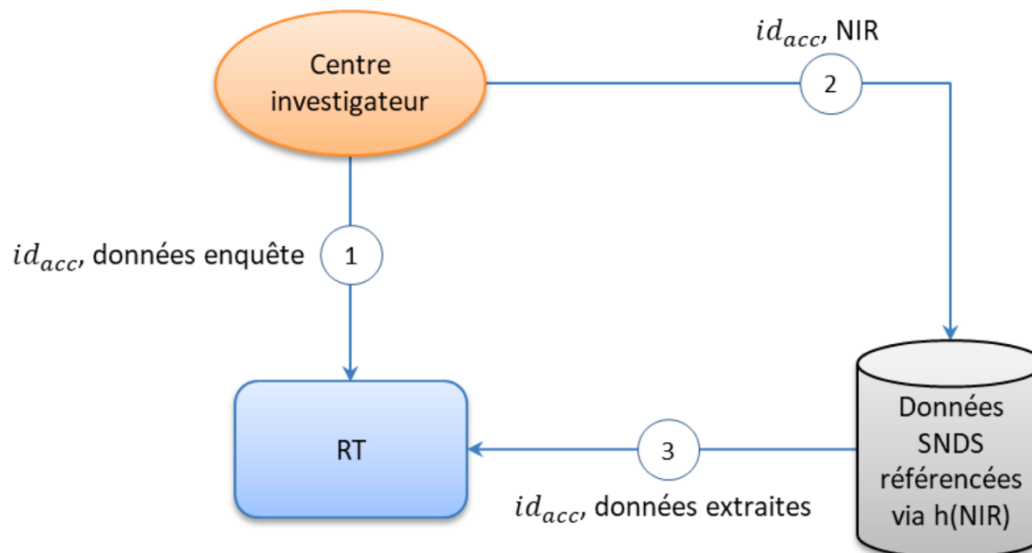 id_acc, NIR
Centre
investigateur
2
id_acc, données enquête
1
RT
3
id_acc, données extraites
Données
SNDS
référencées
via h(NIR)